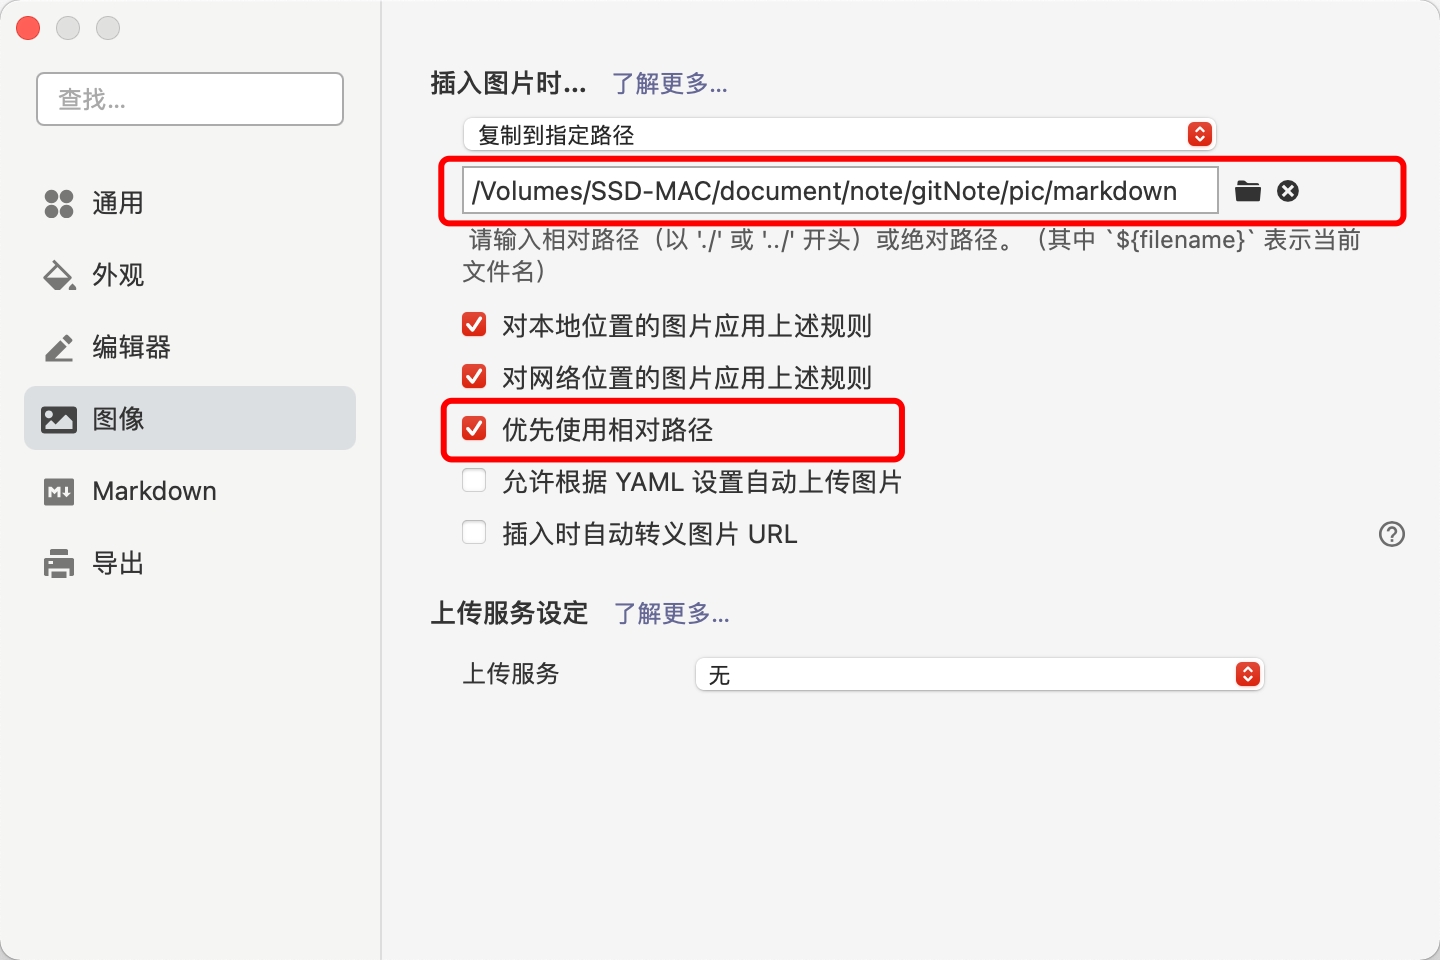 查找...
通用
外观
编辑器
图像
Markdown
导出
插入图片时... 了解更多...
复制到指定路径
/Volumes/SSD-MAC/document/note/gitNote/pic/markdown
请输入相对路径（以 './' 或 '../' 开头）或绝对路径。（其中 `${filename}` 表示当前
文件名）
对本地位置的图片应用上述规则
对网络位置的图片应用上述规则
优先使用相对路径
允许根据 YAML 设置自动上传图片
插入时自动转义图片 URL
上传服务设定 了解更多...
上传服务 无